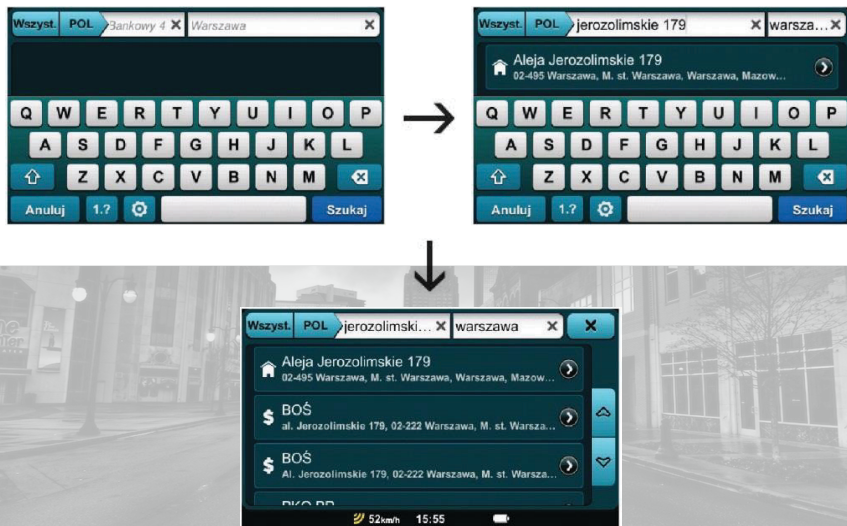 Wszyst. POL Bankowy 4 Warszawa
Q W E R T Y U I O P
A S D F G H J K L
Z X C V B N M
Anuluj 1.? Szukaj
Wszyst. POL jerozolimskie 179 warsza...
Aleja Jerozolimskie 179
02-495 Warszawa, M. st. Warszawa, Warszawa, Mazow...
Q W E R T Y U I O P
A S D F G H J K L
Z X C V B N M
Anuluj 1.? Szukaj
Wszyst. POL jerozolimski... warszawa
Aleja Jerozolimskie 179
02-495 Warszawa, M. st. Warszawa, Warszawa, Mazow...
BOŚ
al. Jerozolimskie 179, 02-222 Warszawa, M. st. Warsza...
BOŚ
Al. Jerozolimskie 179, 02-222 Warszawa, M. st. Warsza...
52km/h 15:55